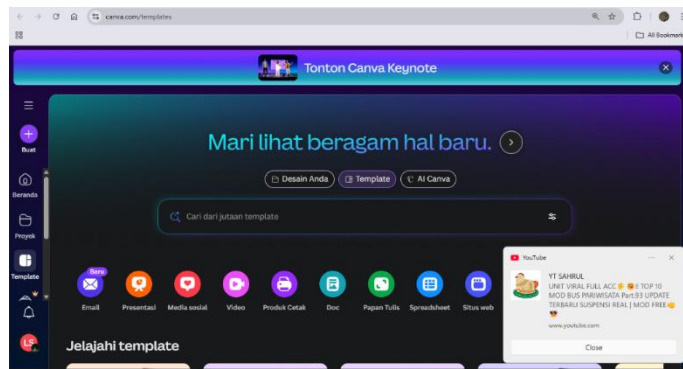 canva.com/templates
All Bookmark
Tonton Canva Keynote
Mari lihat beragam hal baru.
Desain Anda
Template
AI Canva
Cari dari jutaan template
Buat
Beranda
Proyek
Template
LS
Baru
Email
Presentasi
Media sosial
Video
Produk Cetak
Doc
Papan Tulis
Spreadsheet
Situs web
Jelajahi template
YouTube
YT SAHRUL
UNIT VIRAL FULL ACC⚡😍‼️ TOP 10
MOD BUS PARIWISATA Part.93 UPDATE
TERBARU SUSPENSI REAL | MOD FREE
www.youtube.com
Close